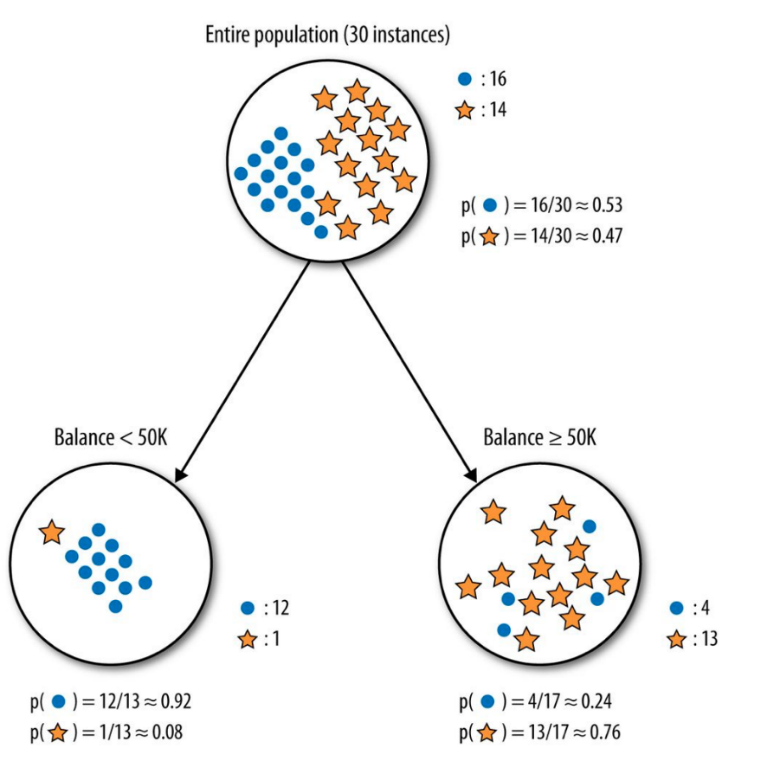 Entire population (30 instances)
: 16
: 14
p( ) = 16/30 ≈ 0.53
p( ) = 14/30 ≈ 0.47
Balance < 50K
Balance ≥ 50K
: 12
: 1
: 4
: 13
p( ) = 12/13 ≈ 0.92
p( ) = 1/13 ≈ 0.08
p( ) = 4/17 ≈ 0.24
p( ) = 13/17 ≈ 0.76